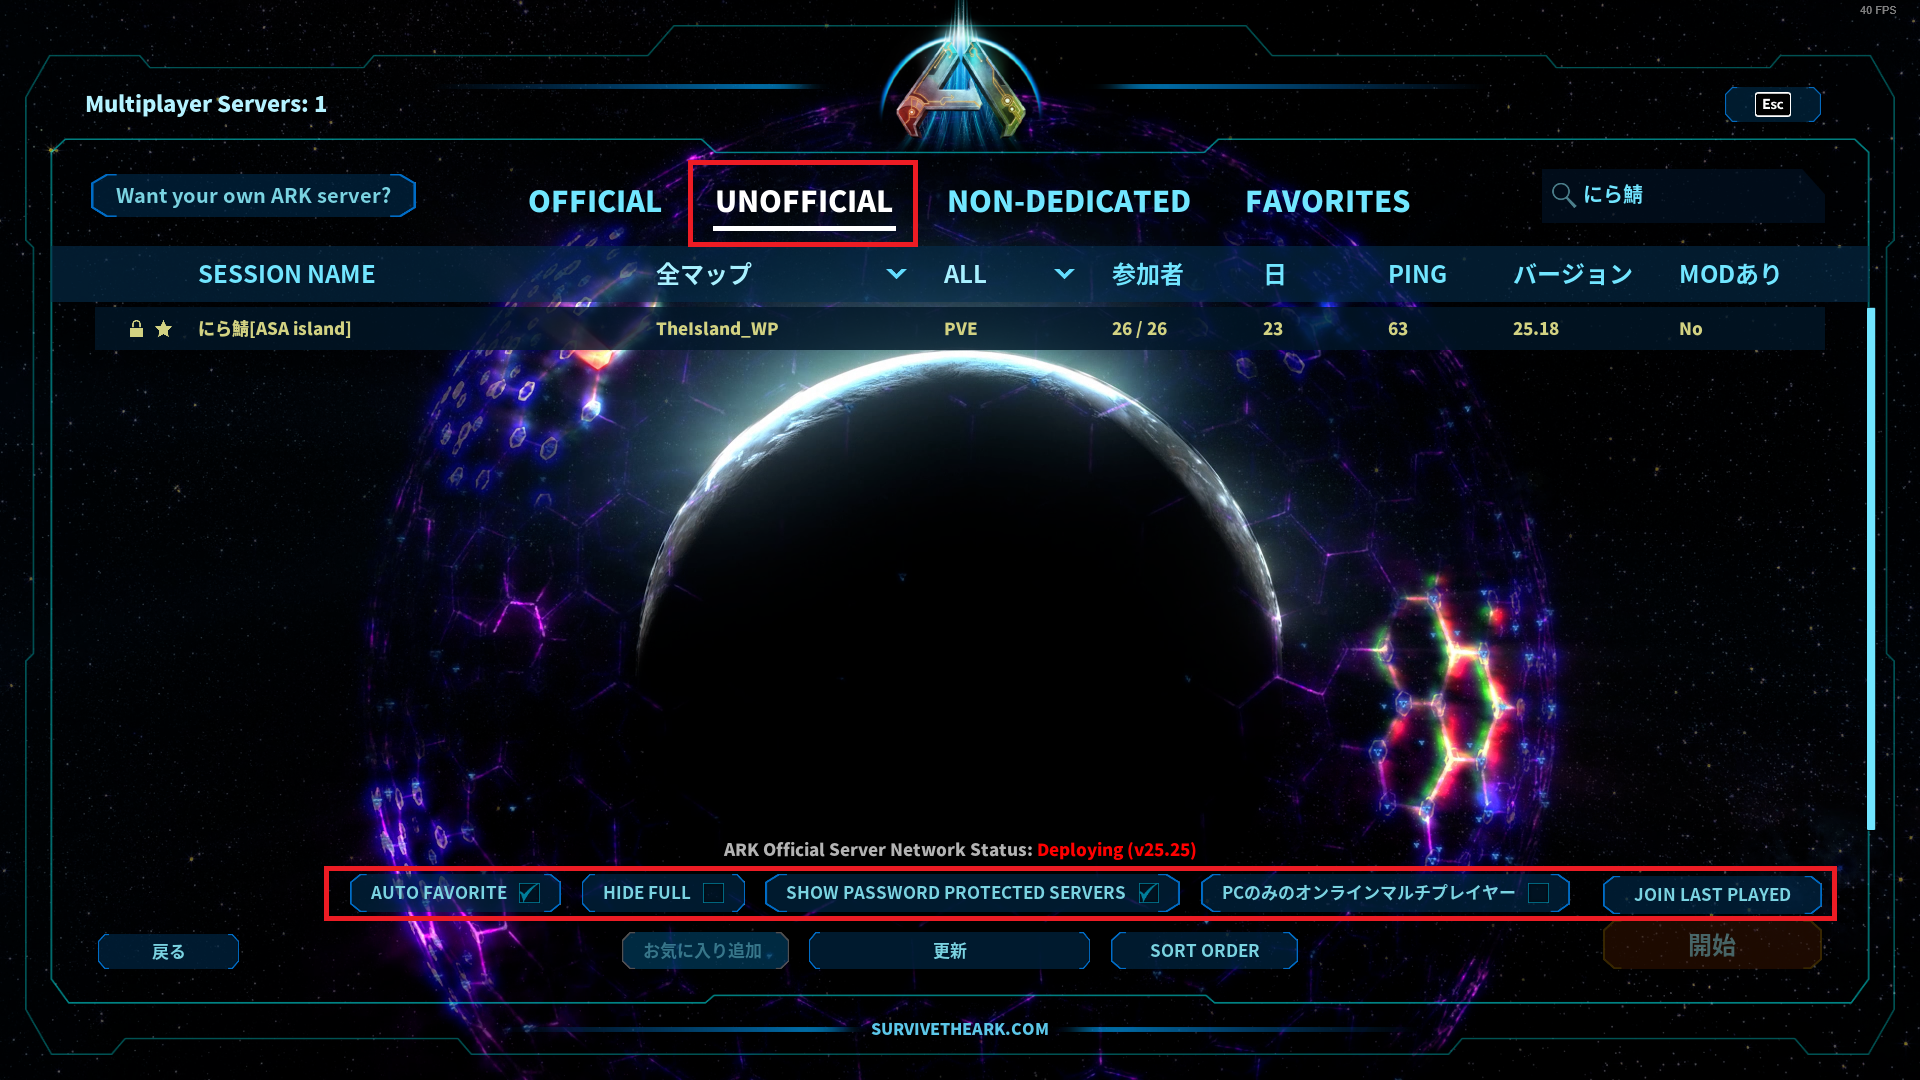 40 FPS
Multiplayer Servers: 1
Esc
Want your own ARK server?
OFFICIAL
UNOFFICIAL
NON-DEDICATED
FAVORITES
にら鯖
SESSION NAME 全マップ ALL 参加者 日 PING バージョン MODあり
にら鯖[ASA island] TheIsland_WP PVE 26 / 26 23 63 25.18 No
ARK Official Server Network Status: Deploying (v25.25)
AUTO FAVORITE
HIDE FULL
SHOW PASSWORD PROTECTED SERVERS
PCのみのオンラインマルチプレイヤー
JOIN LAST PLAYED
戻る
お気に入り追加
更新
SORT ORDER
開始
SURVIVETHEARK.COM